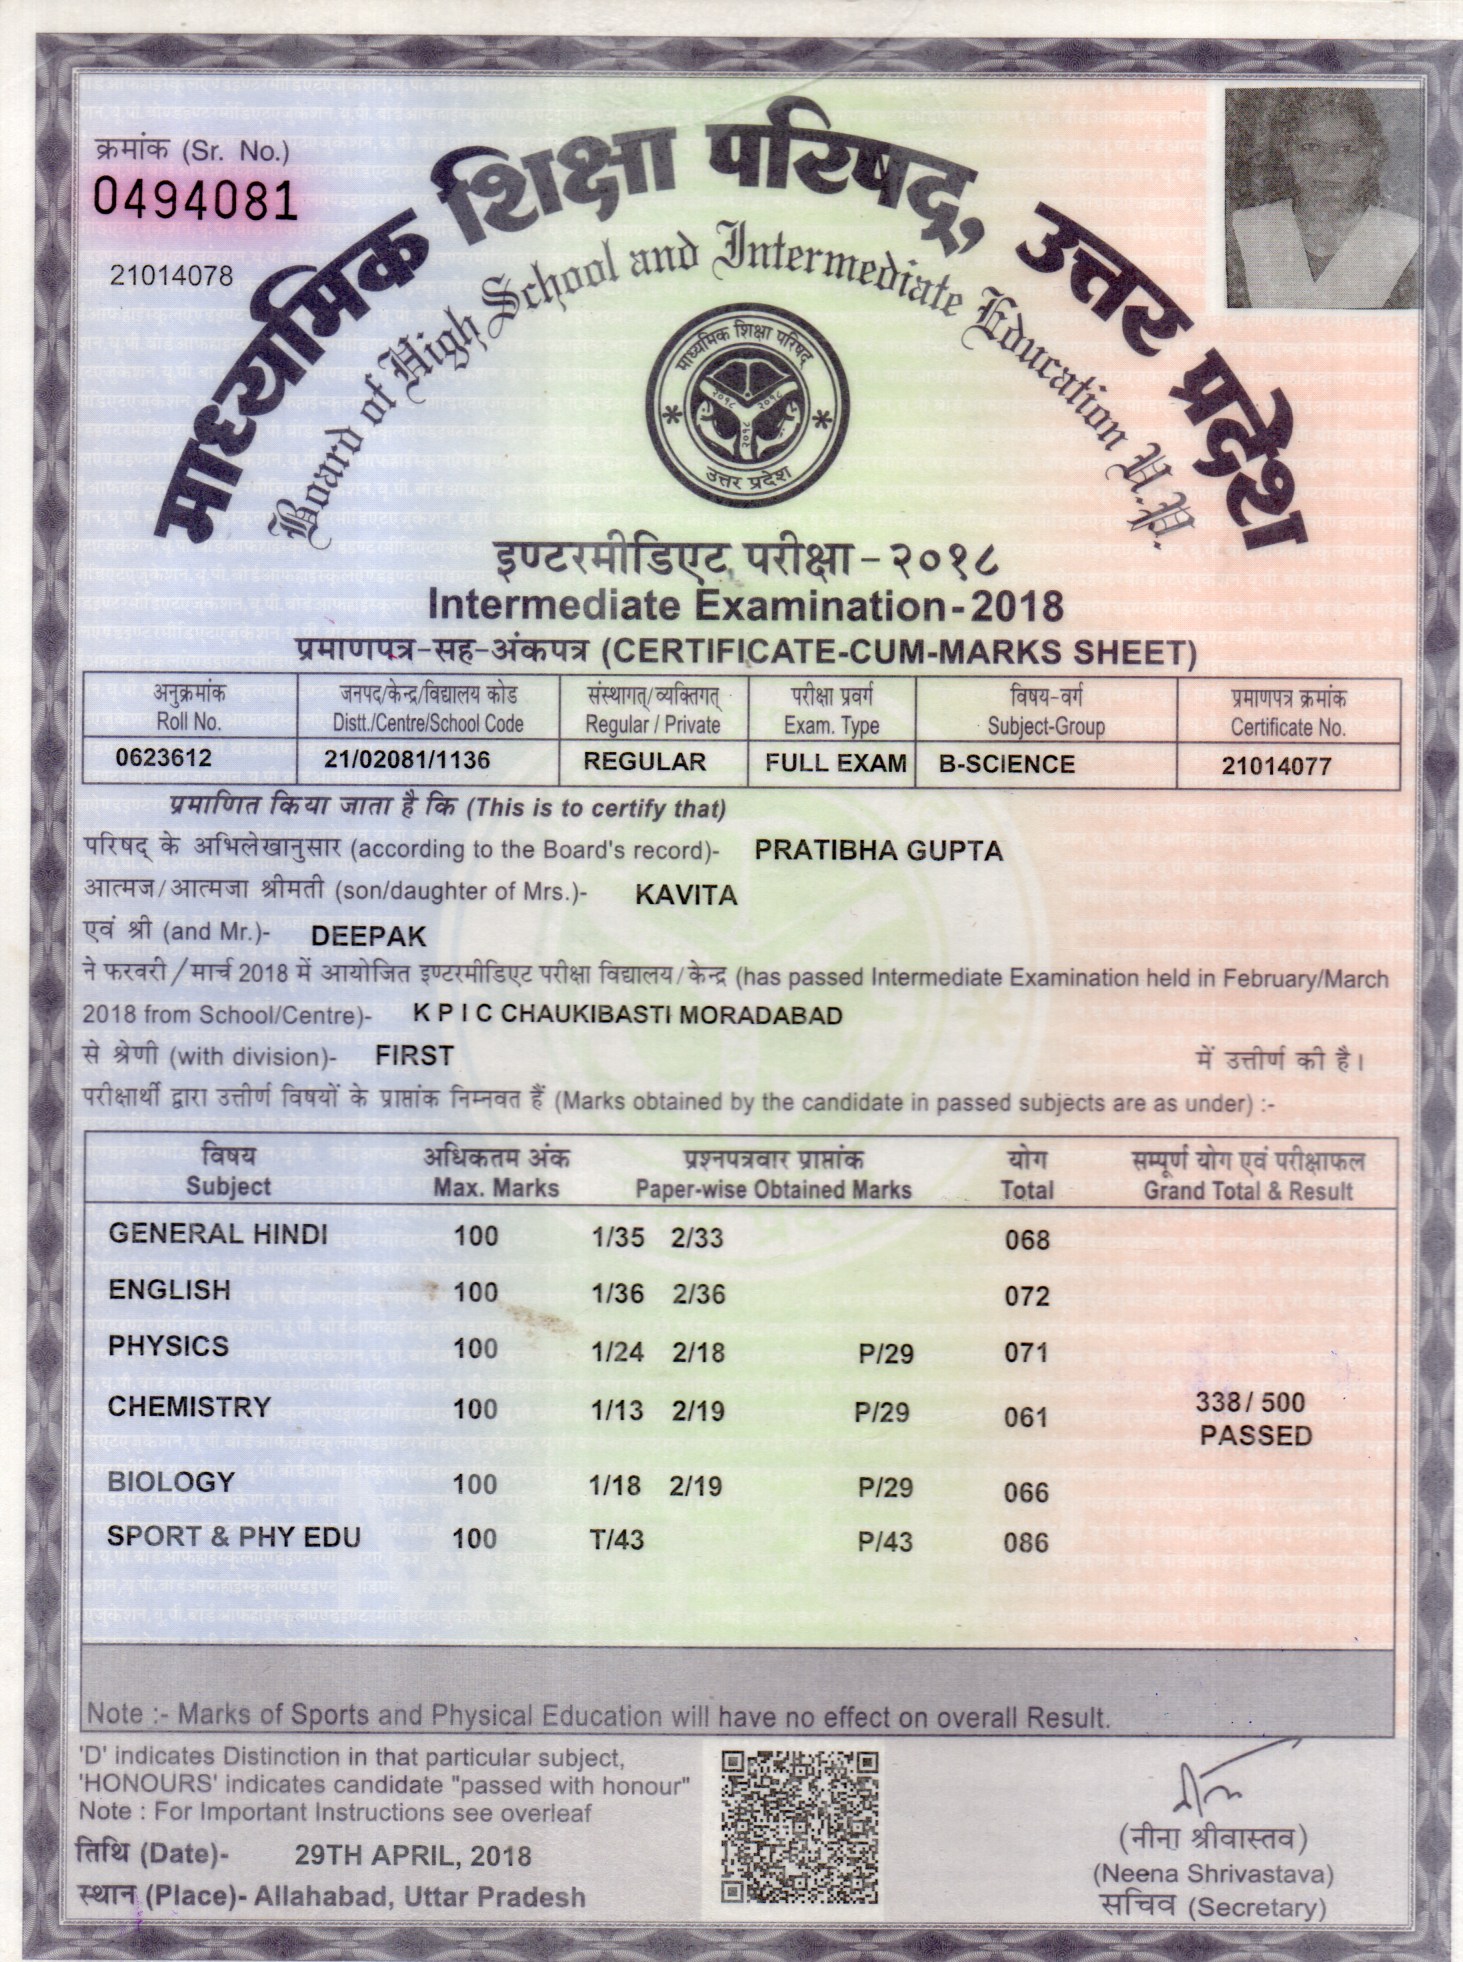 क्रमांक (Sr. No.)
0494081
21014078
माध्यमिक शिक्षा परिषद्, उत्तर प्रदेश
Board of High School and Intermediate Education U.P.
माध्यमिक शिक्षा परिषद्
२०१८ २०१८
२०१८
उत्तर प्रदेश
इण्टरमीडिएट परीक्षा - २०१८
Intermediate Examination - 2018
प्रमाणपत्र-सह-अंकपत्र (CERTIFICATE-CUM-MARKS SHEET)
अनुक्रमांक जनपद/केन्द्र/विद्यालय कोड संस्थागत्/व्यक्तिगत् परीक्षा प्रवर्ग विषय-वर्ग प्रमाणपत्र क्रमांक
Roll No. Distt./Centre/School Code Regular / Private Exam. Type Subject-Group Certificate No.
0623612 21/02081/1136 REGULAR FULL EXAM B-SCIENCE 21014077
प्रमाणित किया जाता है कि (This is to certify that)
परिषद् के अभिलेखानुसार (according to the Board's record)- PRATIBHA GUPTA
आत्मज/आत्मजा श्रीमती (son/daughter of Mrs.)- KAVITA
एवं श्री (and Mr.)- DEEPAK
ने फरवरी/मार्च 2018 में आयोजित इण्टरमीडिएट परीक्षा विद्यालय/केन्द्र (has passed Intermediate Examination held in February/March
2018 from School/Centre)- K P I C CHAUKIBASTI MORADABAD
से श्रेणी (with division)- FIRST में उत्तीर्ण की है।
परीक्षार्थी द्वारा उत्तीर्ण विषयों के प्राप्तांक निम्नवत हैं (Marks obtained by the candidate in passed subjects are as under) :-
विषय अधिकतम अंक प्रश्नपत्रवार प्राप्तांक योग सम्पूर्ण योग एवं परीक्षाफल
Subject Max. Marks Paper-wise Obtained Marks Total Grand Total & Result
GENERAL HINDI 100 1/35 2/33 068
ENGLISH 100 1/36 2/36 072
PHYSICS 100 1/24 2/18 P/29 071
CHEMISTRY 100 1/13 2/19 P/29 061 338/ 500
PASSED
BIOLOGY 100 1/18 2/19 P/29 066
SPORT & PHY EDU 100 T/43 P/43 086
Note :- Marks of Sports and Physical Education will have no effect on overall Result.
'D' indicates Distinction in that particular subject,
'HONOURS' indicates candidate "passed with honour"
Note : For Important Instructions see overleaf
तिथि (Date)- 29TH APRIL, 2018
स्थान (Place)- Allahabad, Uttar Pradesh
(नीना श्रीवास्तव)
(Neena Shrivastava)
सचिव (Secretary)